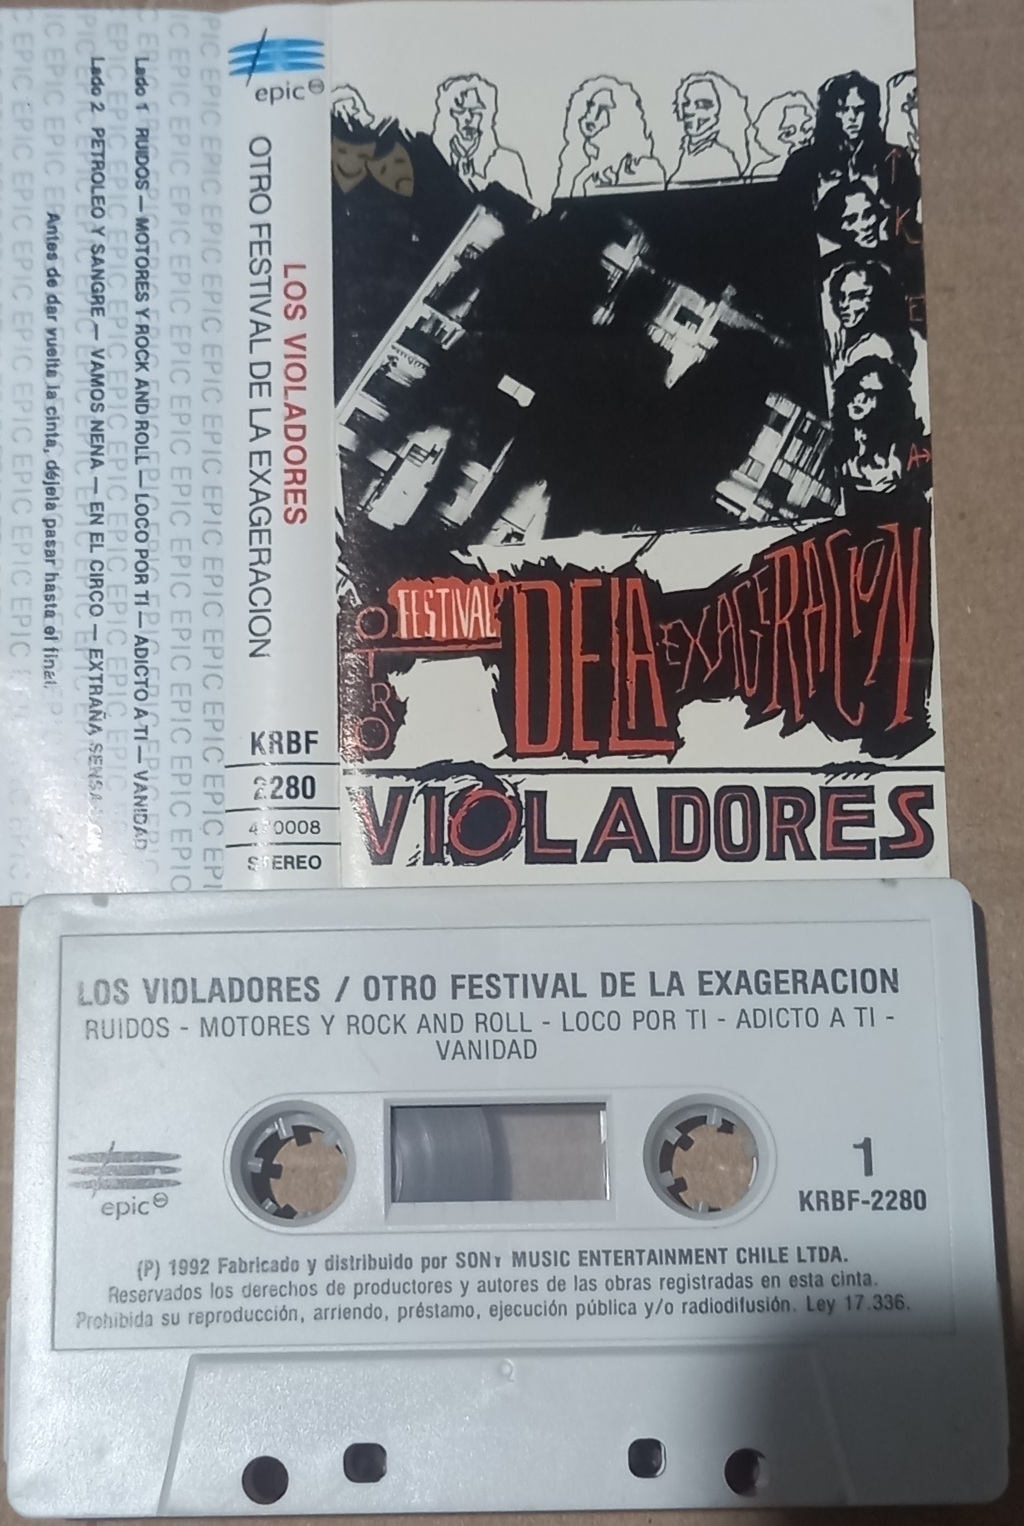 Lado 1 RUIDOS — MOTORES Y ROCK AND ROLL — LOCO POR TI — ADICTO A TI — VANIDAD
Lado 2 PETROLEO Y SANGRE — VAMOS NENA — EN EL CIRCO — EXTRAÑA
Antes de dar vuelta la cinta, déjela pasar hasta el final.
epic
LOS VIOLADORES
OTRO FESTIVAL DE LA EXAGERACION
KRBF
2280
STEREO
OTRO
FESTIVAL
DE LA
EXAGERACION
VIOLADORES
LOS VIOLADORES / OTRO FESTIVAL DE LA EXAGERACION
RUIDOS - MOTORES Y ROCK AND ROLL - LOCO POR TI - ADICTO A TI -
VANIDAD
epic
1
KRBF-2280
(P) 1992 Fabricado y distribuido por SONY MUSIC ENTERTAINMENT CHILE LTDA.
Reservados los derechos de productores y autores de las obras registradas en esta cinta.
Prohibida su reproducción, arriendo, préstamo, ejecución pública y/o radiodifusión. Ley 17.336.